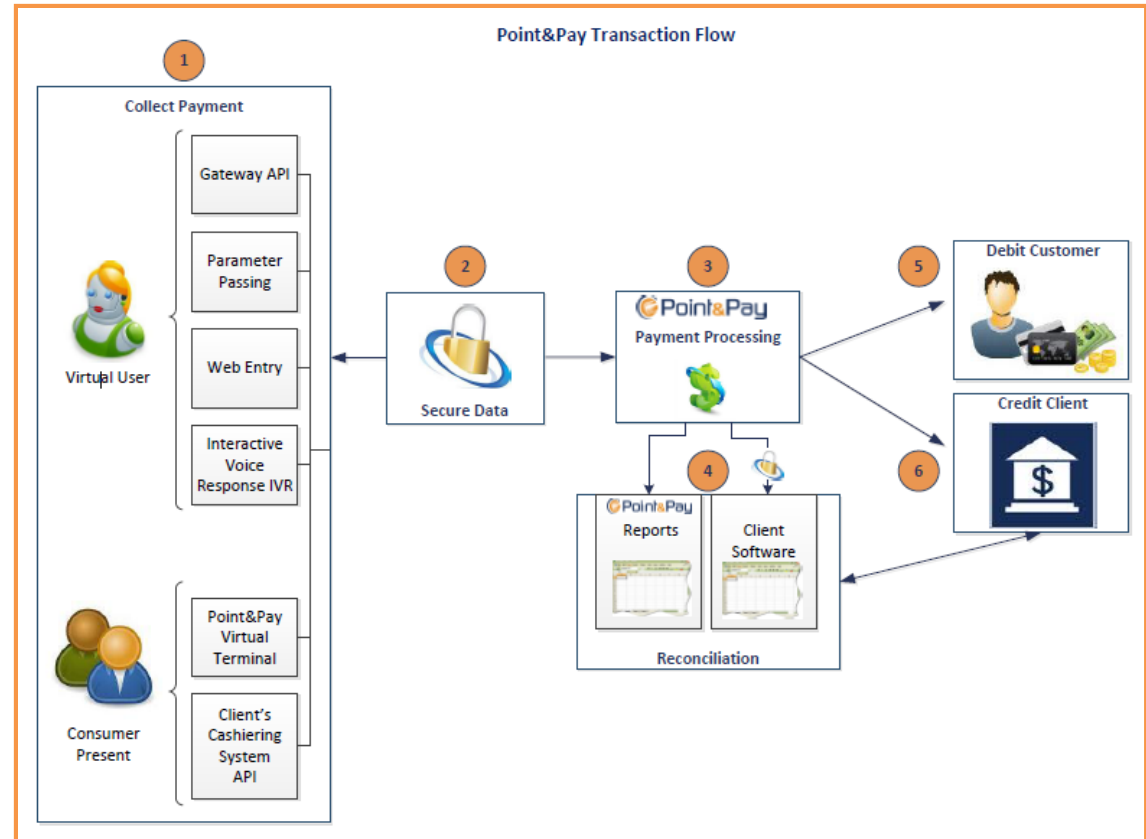 Point&Pay Transaction Flow
1
Collect Payment
Gateway API
Parameter
Passing
Virtual User
Web Entry
Interactive
Voice
Response IVR
Consumer
Present
Point&Pay
Virtual
Terminal
Client's
Cashiering
System
API
2
Secure Data
3
Point&Pay
Payment Processing
$
4
Point&Pay
Reports
Client
Software
Reconciliation
5
Debit Customer
6
Credit Client
$